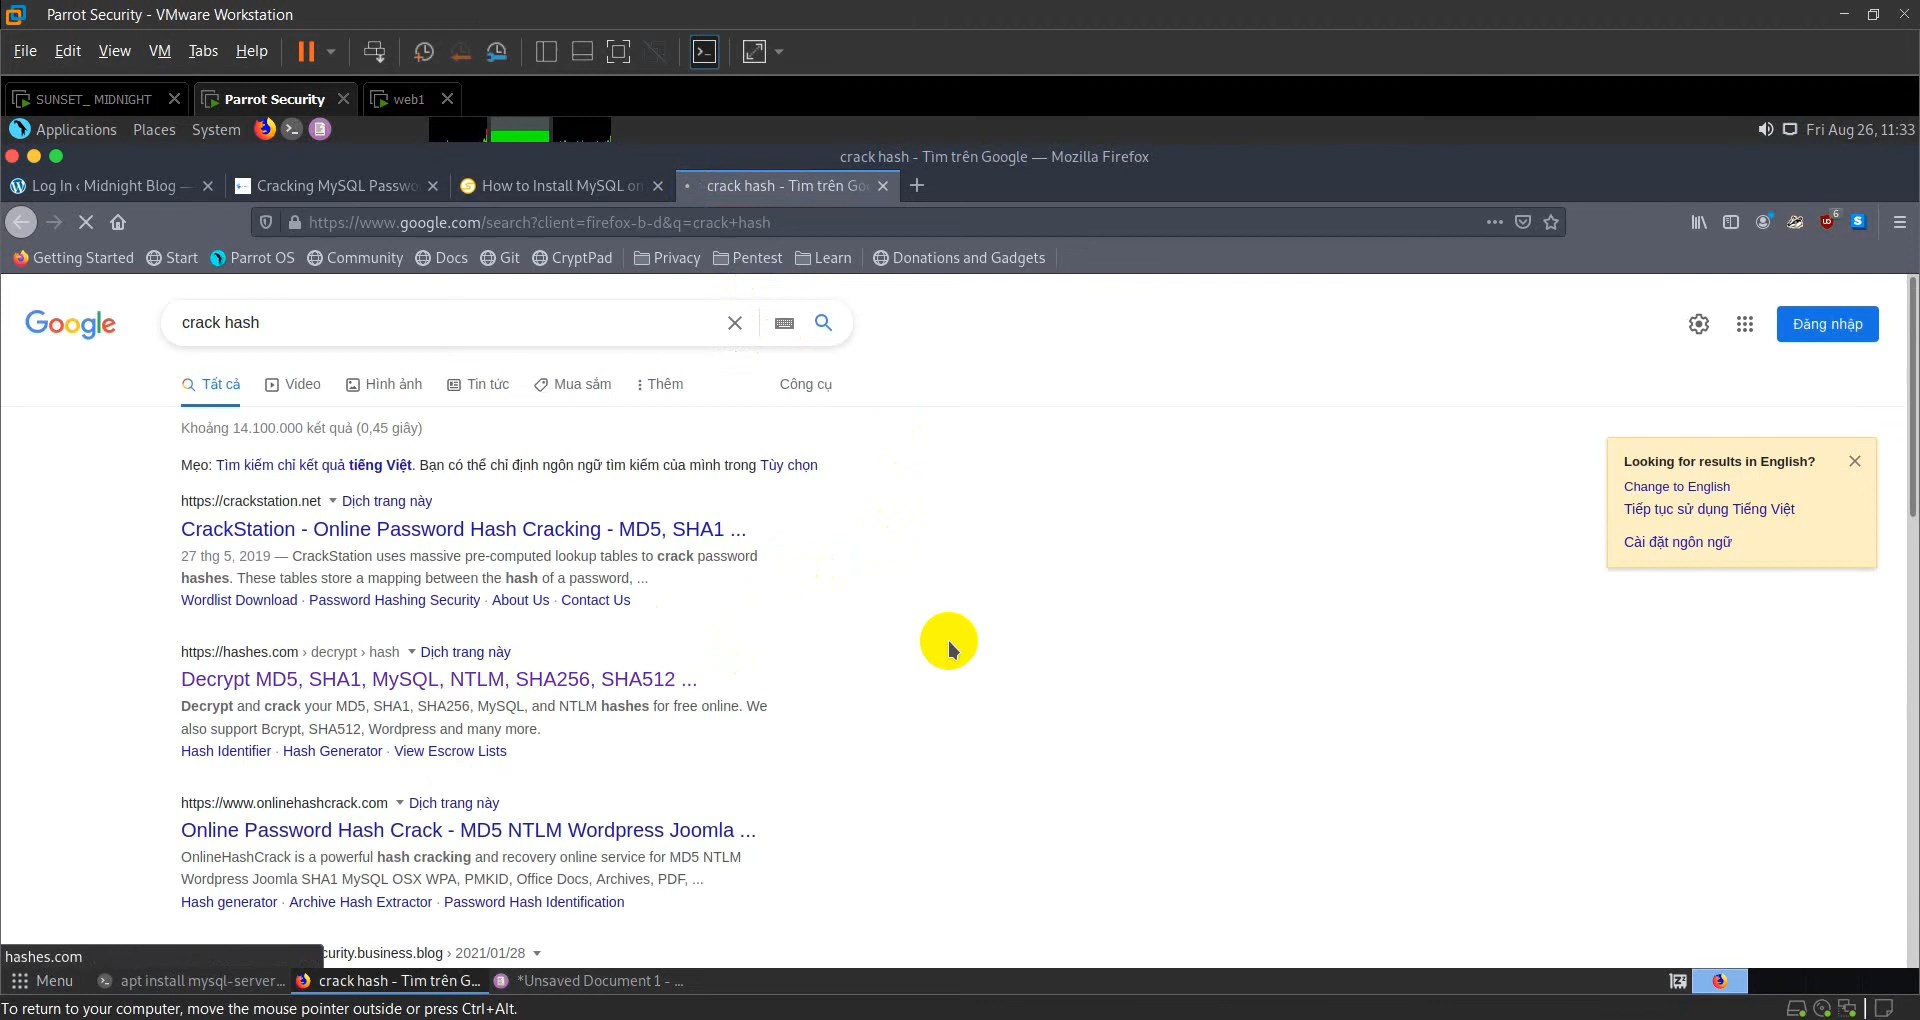 Parrot Security - VMware Workstation
File Edit View VM Tabs Help
SUNSET_ MIDNIGHT Parrot Security web1
Applications Places System Fri Aug 26, 11:33
crack hash - Tìm trên Google — Mozilla Firefox
Log In ‹ Midnight Blog — Cracking MySQL Passwo How to Install MySQL on crack hash - Tìm trên Goo
https://www.google.com/search?client=firefox-b-d&q=crack+hash
6
Getting Started Start Parrot OS Community Docs Git CryptPad Privacy Pentest Learn Donations and Gadgets
Google crack hash Đăng nhập
Tất cả Video Hình ảnh Tin tức Mua sắm Thêm Công cụ
Khoảng 14.100.000 kết quả (0,45 giây)
Mẹo: Tìm kiếm chỉ kết quả tiếng Việt. Bạn có thể chỉ định ngôn ngữ tìm kiếm của mình trong Tùy chọn
https://crackstation.net Dịch trang này
CrackStation - Online Password Hash Cracking - MD5, SHA1 ...
27 thg 5, 2019 — CrackStation uses massive pre-computed lookup tables to crack password
hashes. These tables store a mapping between the hash of a password, ...
Wordlist Download · Password Hashing Security · About Us · Contact Us
https://hashes.com › decrypt › hash Dịch trang này
Decrypt MD5, SHA1, MySQL, NTLM, SHA256, SHA512 ...
Decrypt and crack your MD5, SHA1, SHA256, MySQL, and NTLM hashes for free online. We
also support Bcrypt, SHA512, Wordpress and many more.
Hash Identifier · Hash Generator · View Escrow Lists
https://www.onlinehashcrack.com Dịch trang này
Online Password Hash Crack - MD5 NTLM Wordpress Joomla ...
OnlineHashCrack is a powerful hash cracking and recovery online service for MD5 NTLM
Wordpress Joomla SHA1 MySQL OSX WPA, PMKID, Office Docs, Archives, PDF, ...
Hash generator · Archive Hash Extractor · Password Hash Identification
curity.business.blog › 2021/01/28
Looking for results in English?
Change to English
Tiếp tục sử dụng Tiếng Việt
Cài đặt ngôn ngữ
hashes.com
Menu apt install mysql-server... crack hash - Tìm trên G... *Unsaved Document 1 - ...
To return to your computer, move the mouse pointer outside or press Ctrl+Alt.